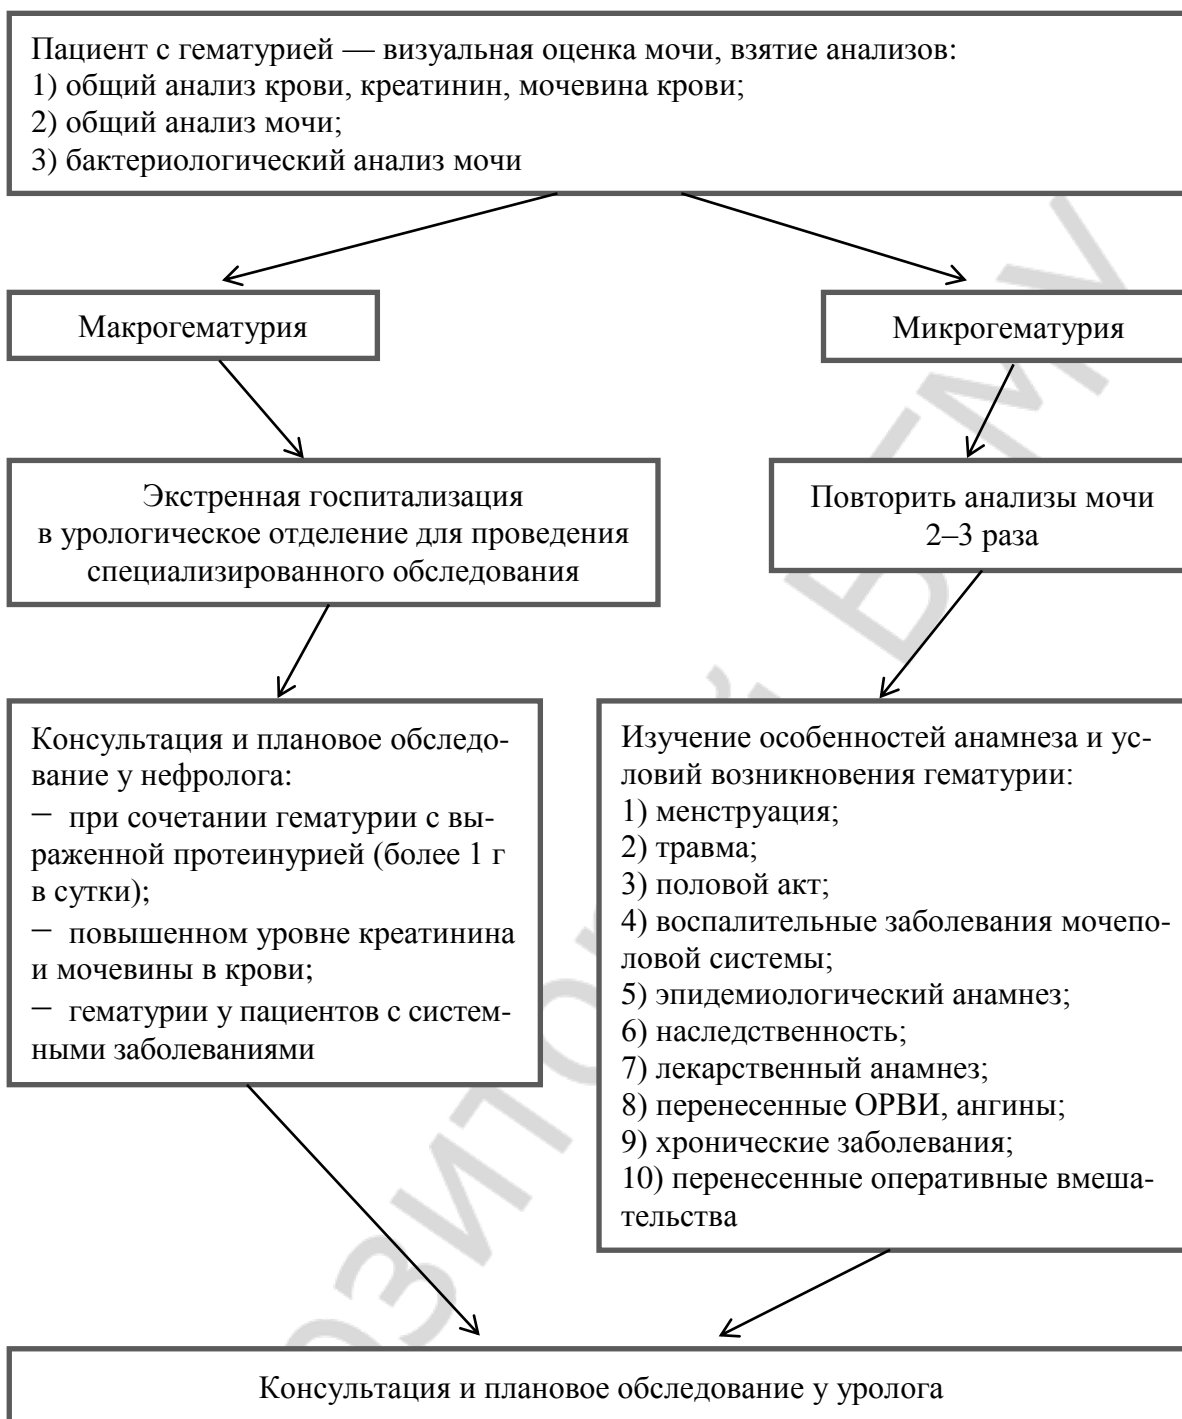 Пациент с гематурией — визуальная оценка мочи, взятие анализов:
1) общий анализ крови, креатинин, мочевина крови;
2) общий анализ мочи;
3) бактериологический анализ мочи
Макрогематурия
Микрогематурия
Экстренная госпитализация
в урологическое отделение для проведения
специализированного обследования
Повторить анализы мочи
2–3 раза
Консультация и плановое обследо-
вание у нефролога:
− при сочетании гематурии с вы-
раженной протеинурией (более 1 г
в сутки);
− повышенном уровне креатинина
и мочевины в крови;
− гематурии у пациентов с систем-
ными заболеваниями
Изучение особенностей анамнеза и ус-
ловий возникновения гематурии:
1) менструация;
2) травма;
3) половой акт;
4) воспалительные заболевания мочепо-
ловой системы;
5) эпидемиологический анамнез;
6) наследственность;
7) лекарственный анамнез;
8) перенесенные ОРВИ, ангины;
9) хронические заболевания;
10) перенесенные оперативные вмеша-
тельства
Консультация и плановое обследование у уролога